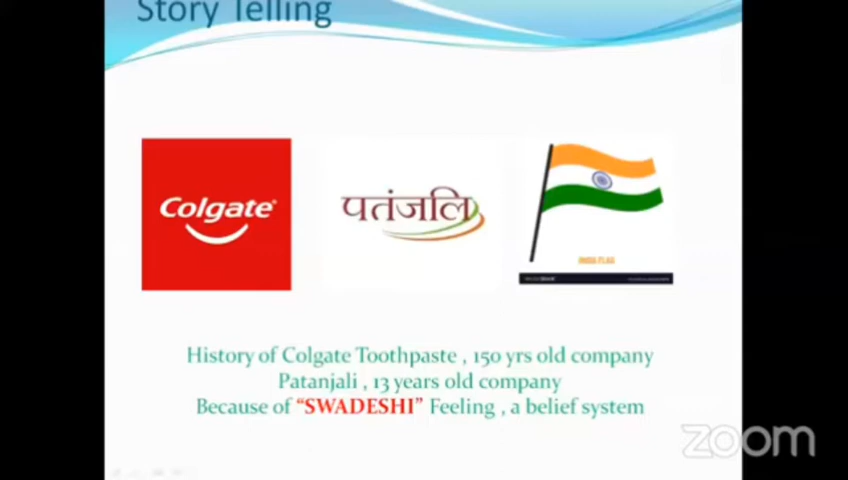 Story Telling
Colgate
पतंजलि
INDIA FLAG
History of Colgate Toothpaste , 150 yrs old company
Patanjali , 13 years old company
Because of “SWADESHI” Feeling , a belief system
zoom